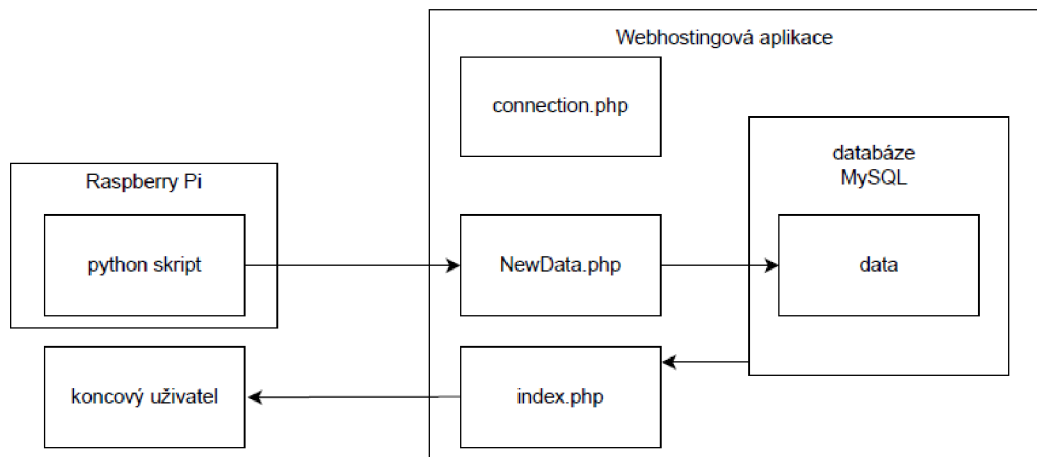 Webhostingová aplikace
connection.php
databáze
MySQL
Raspberry Pi
python skript
NewData.php
data
koncový uživatel
index.php